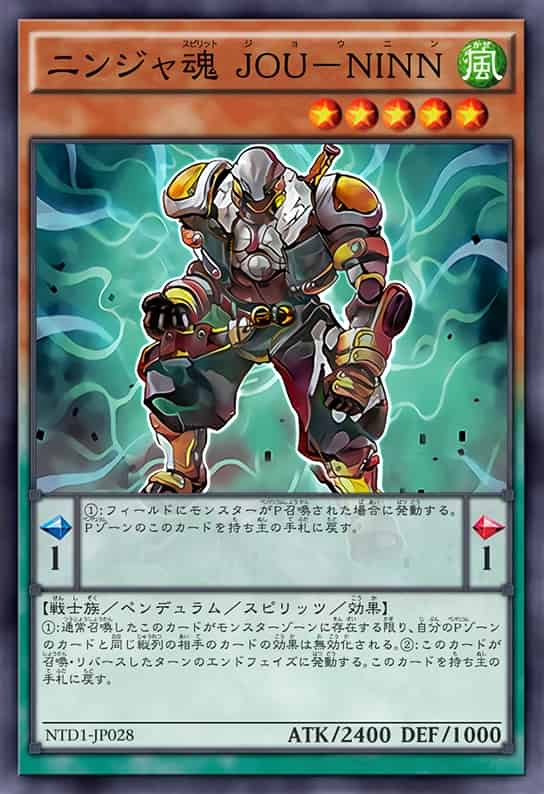 ニンジャ魂 JOU－NINN
風
①:フィールドにモンスターがP召喚された場合に発動する。
Pゾーンのこのカードを持ち主の手札に戻す。
1
1
【戦士族／ペンデュラム／スピリッツ／効果】
①:通常召喚したこのカードがモンスターゾーンに存在する限り、自分のPゾーン
のカードと同じ縦列の相手のカードの効果は無効化される。②:このカードが
召喚・リバースしたターンのエンドフェイズに発動する。このカードを持ち主の
手札に戻す。
NTD1-JP028
ATK/2400 DEF/1000